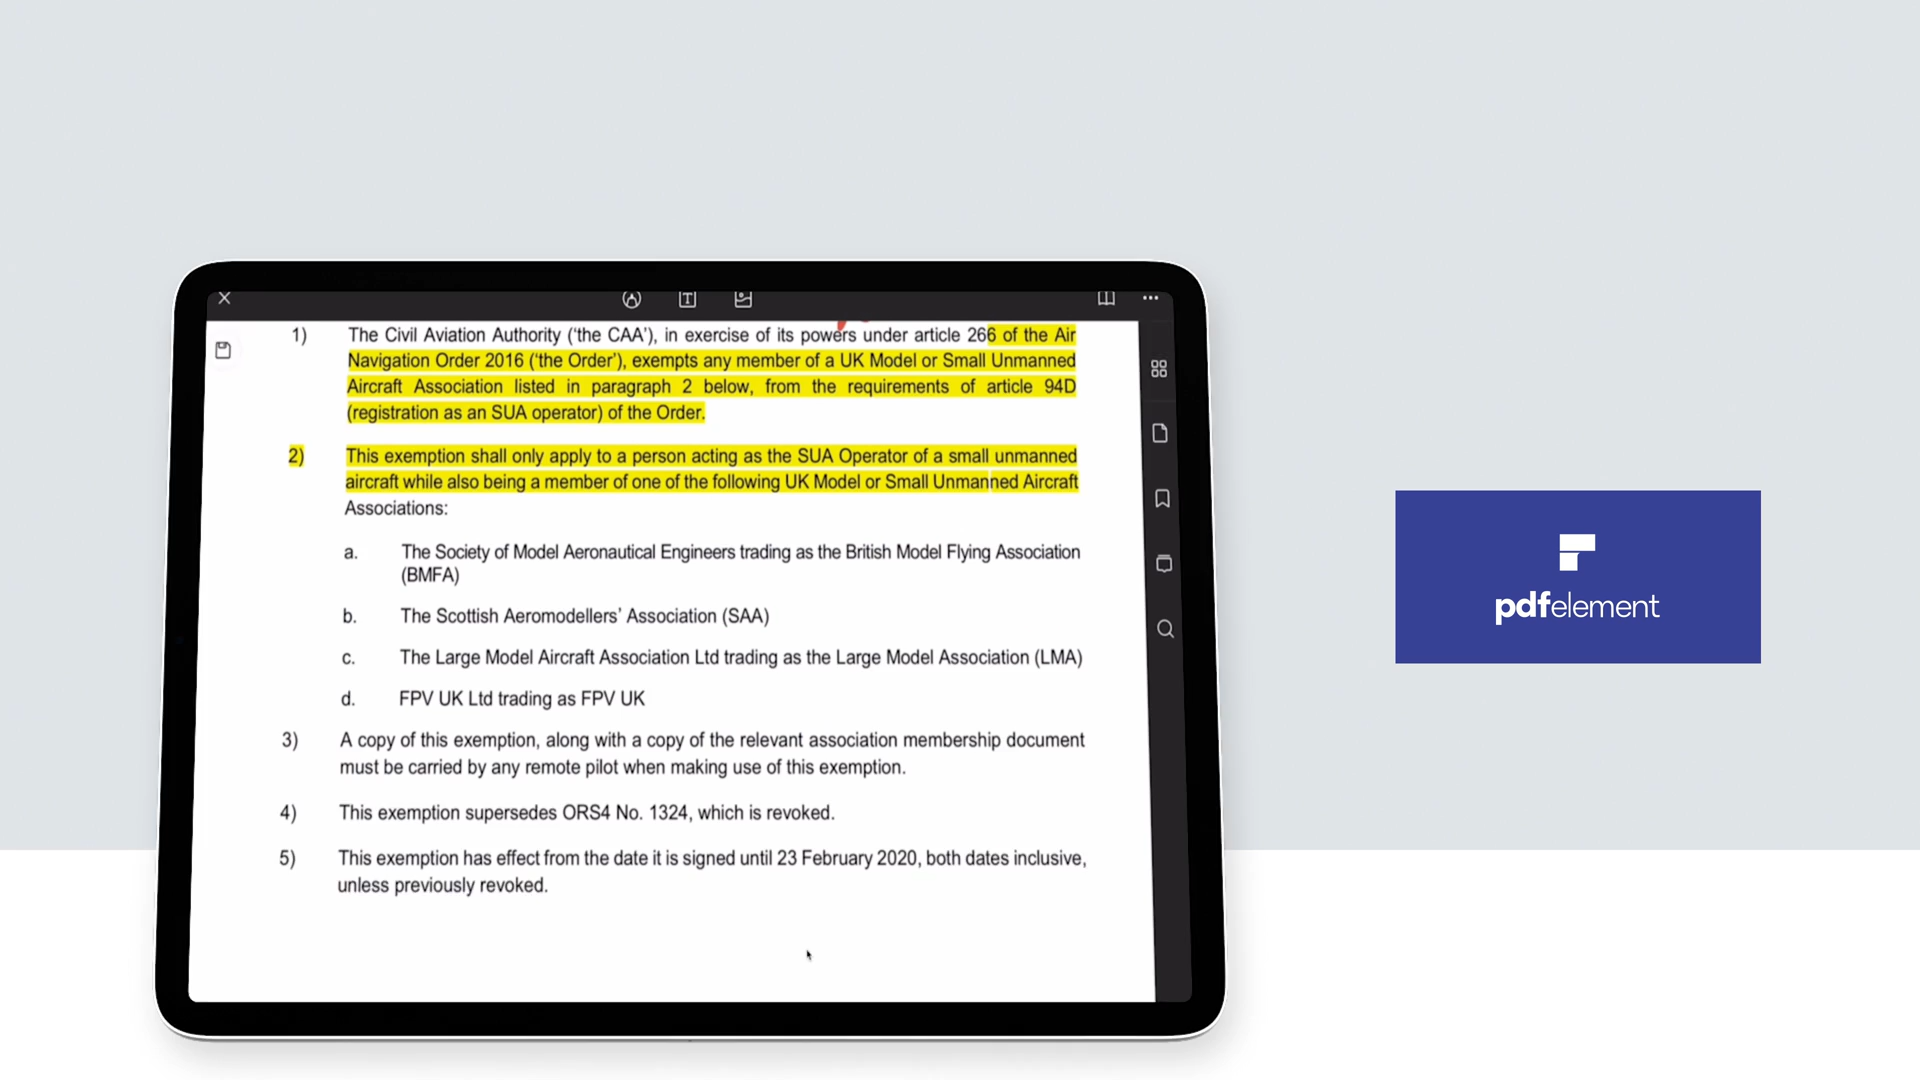 1) The Civil Aviation Authority (‘the CAA’), in exercise of its powers under article 266 of the Air
Navigation Order 2016 (‘the Order’), exempts any member of a UK Model or Small Unmanned
Aircraft Association listed in paragraph 2 below, from the requirements of article 94D
(registration as an SUA operator) of the Order.
2) This exemption shall only apply to a person acting as the SUA Operator of a small unmanned
aircraft while also being a member of one of the following UK Model or Small Unmanned Aircraft
Associations:
a. The Society of Model Aeronautical Engineers trading as the British Model Flying Association
(BMFA)
b. The Scottish Aeromodellers’ Association (SAA)
c. The Large Model Aircraft Association Ltd trading as the Large Model Association (LMA)
d. FPV UK Ltd trading as FPV UK
3) A copy of this exemption, along with a copy of the relevant association membership document
must be carried by any remote pilot when making use of this exemption.
4) This exemption supersedes ORS4 No. 1324, which is revoked.
5) This exemption has effect from the date it is signed until 23 February 2020, both dates inclusive,
unless previously revoked.
pdfelement